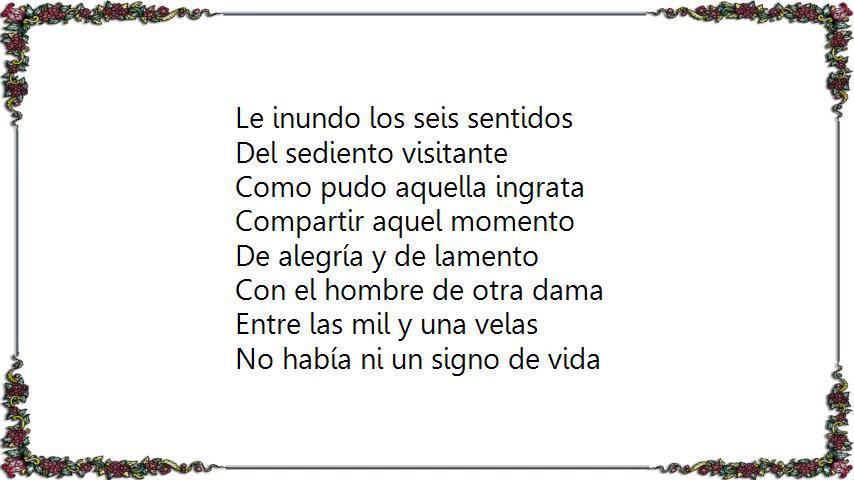 Le inundo los seis sentidos
Del sediento visitante
Como pudo aquella ingrata
Compartir aquel momento
De alegría y de lamento
Con el hombre de otra dama
Entre las mil y una velas
No había ni un signo de vida